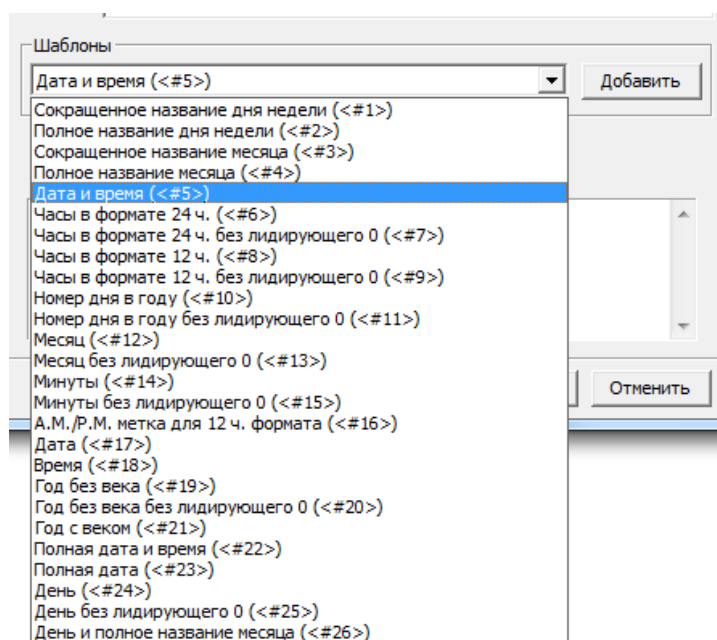 Шаблоны
Дата и время (<#5>)
Добавить
Сокращенное название дня недели (<#1>)
Полное название дня недели (<#2>)
Сокращенное название месяца (<#3>)
Полное название месяца (<#4>)
Дата и время (<#5>)
Часы в формате 24 ч. (<#6>)
Часы в формате 24 ч. без лидирующего 0 (<#7>)
Часы в формате 12 ч. (<#8>)
Часы в формате 12 ч. без лидирующего 0 (<#9>)
Номер дня в году (<#10>)
Номер дня в году без лидирующего 0 (<#11>)
Месяц (<#12>)
Месяц без лидирующего 0 (<#13>)
Минуты (<#14>)
Минуты без лидирующего 0 (<#15>)
Отменить
A.M./P.M. метка для 12 ч. формата (<#16>)
Дата (<#17>)
Время (<#18>)
Год без века (<#19>)
Год без века без лидирующего 0 (<#20>)
Год с веком (<#21>)
Полная дата и время (<#22>)
Полная дата (<#23>)
День (<#24>)
День без лидирующего 0 (<#25>)
День и полное название месяца (<#26>)